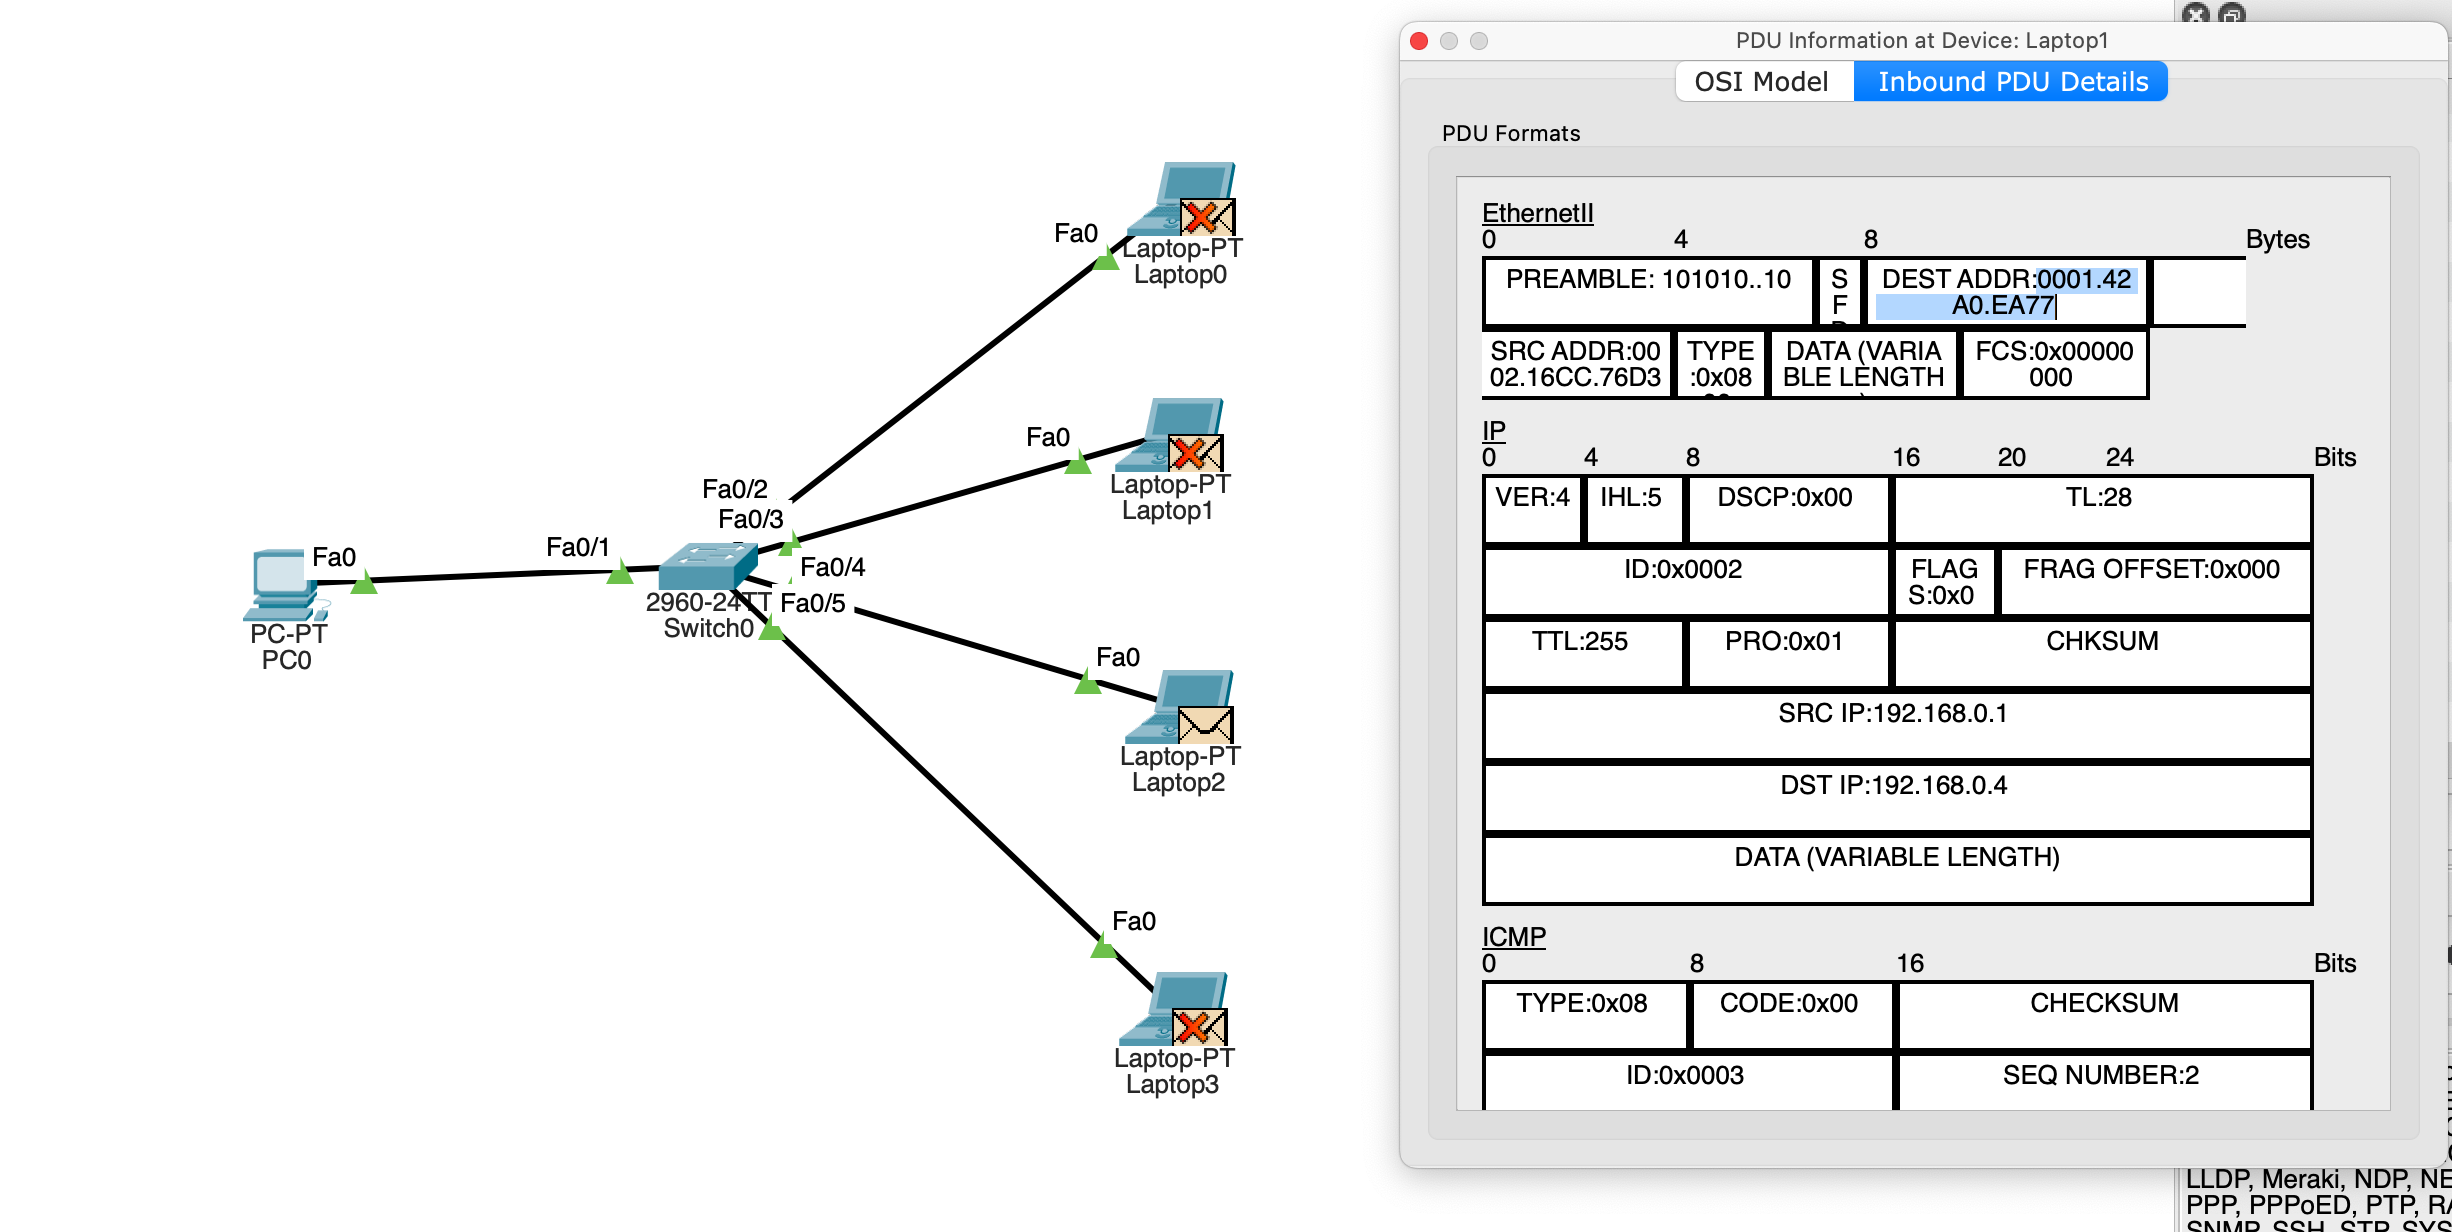 PDU Information at Device: Laptop1
OSI Model
Inbound PDU Details
PDU Formats
EthernetII
0 4 8 Bytes
PREAMBLE: 101010..10
S
F
DEST ADDR:0001.42
A0.EA77
SRC ADDR:00
02.16CC.76D3
TYPE
:0x08
DATA (VARIA
BLE LENGTH
FCS:0x00000
000
IP
0 4 8 16 20 24 Bits
VER:4 IHL:5 DSCP:0x00 TL:28
ID:0x0002
FLAG
S:0x0
FRAG OFFSET:0x000
TTL:255 PRO:0x01 CHKSUM
SRC IP:192.168.0.1
DST IP:192.168.0.4
DATA (VARIABLE LENGTH)
ICMP
0 8 16 Bits
TYPE:0x08 CODE:0x00 CHECKSUM
ID:0x0003 SEQ NUMBER:2
Fa0
Laptop-PT
Laptop0
Fa0
Laptop-PT
Laptop1
Fa0/2
Fa0/3
Fa0/1
Fa0
PC-PT
PC0
Fa0/4
Fa0/5
2960-24TT
Switch0
Fa0
Laptop-PT
Laptop2
Fa0
Laptop-PT
Laptop3
LLDP, Meraki, NDP, NE
PPP, PPPoED, PTP, RA
SNMP, SSH, STP, SYS